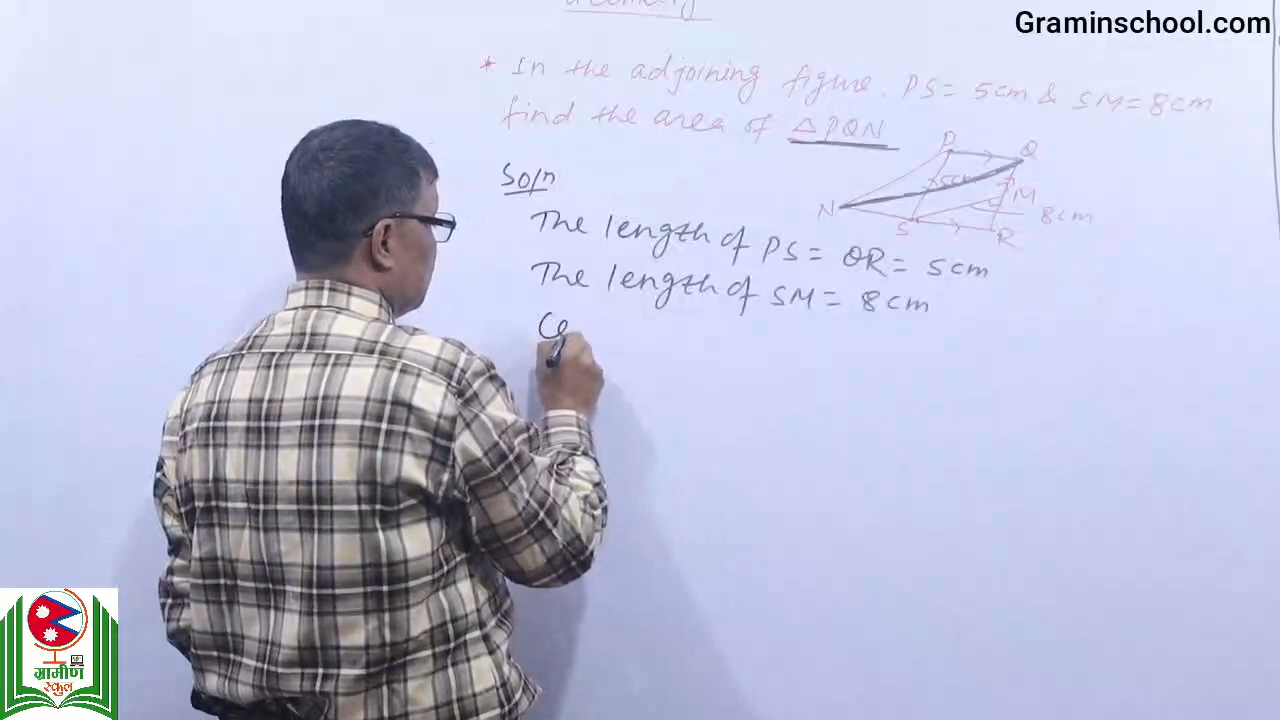 Graminschool.com
* In the adjoining figure, PS = 5cm & SM = 8cm
find the area of △PQN
P
Q
5cm
M
N
8cm
S
R
Soln
The length of PS = QR = 5cm
The length of SM = 8cm
ग्रामीण
स्कुल